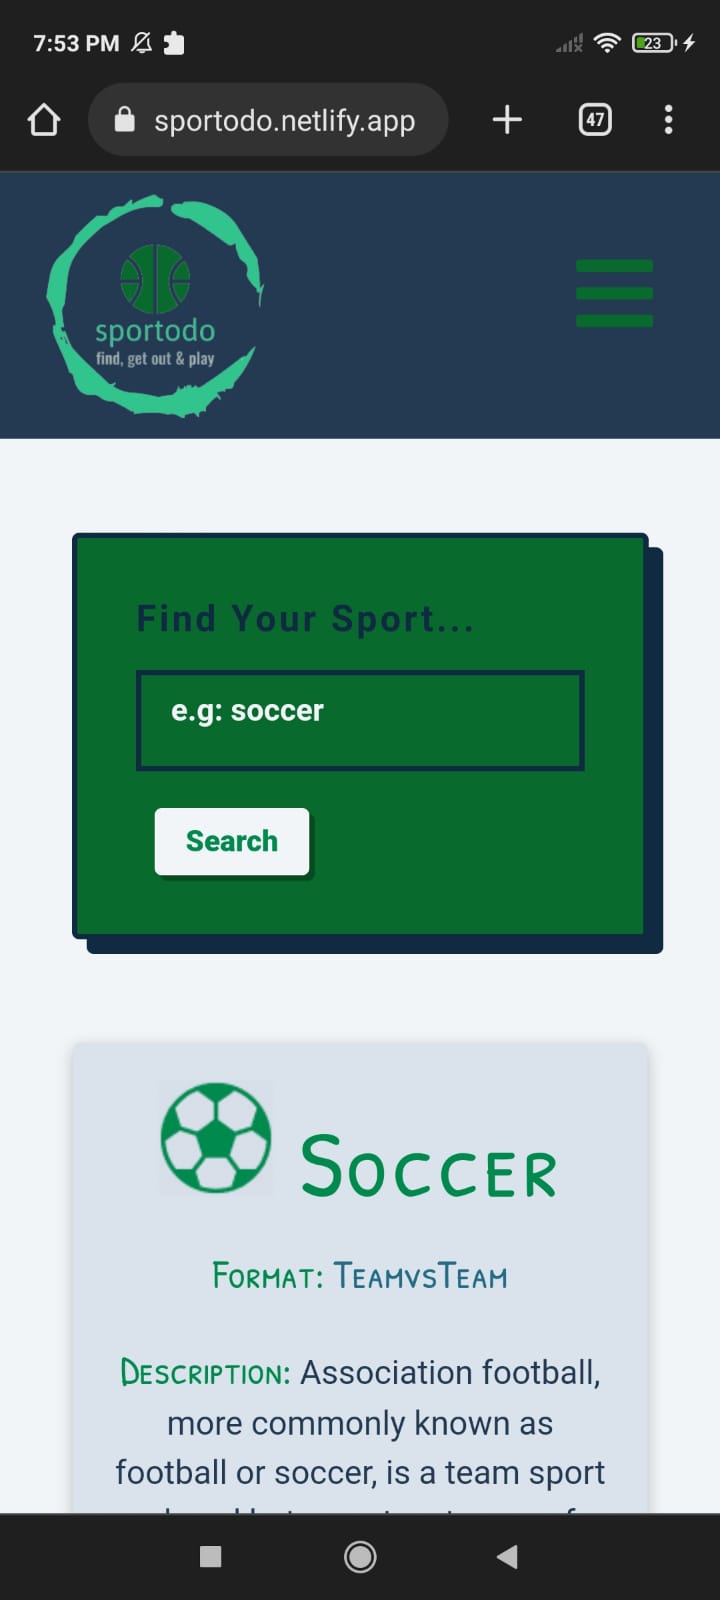 7:53 PM
23
sportodo.netlify.app
47
sportodo
find, get out & play
Find Your Sport...
e.g: soccer
Search
Soccer
Format: TeamvsTeam
Description: Association football,
more commonly known as
football or soccer, is a team sport